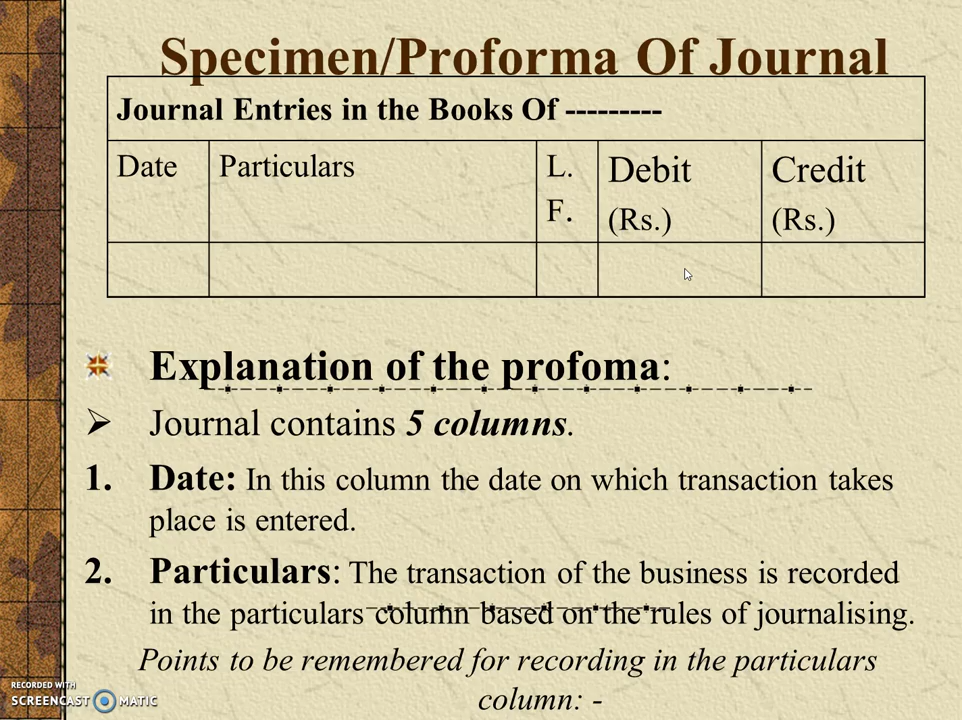 Specimen/Proforma Of Journal
Journal Entries in the Books Of ---------
Date Particulars L. Debit Credit
F. (Rs.) (Rs.)
Explanation of the profoma:
Journal contains 5 columns.
1. Date: In this column the date on which transaction takes
place is entered.
2. Particulars: The transaction of the business is recorded
in the particulars column based on the rules of journalising.
Points to be remembered for recording in the particulars
column: -
RECORDED WITH
SCREENCAST MATIC